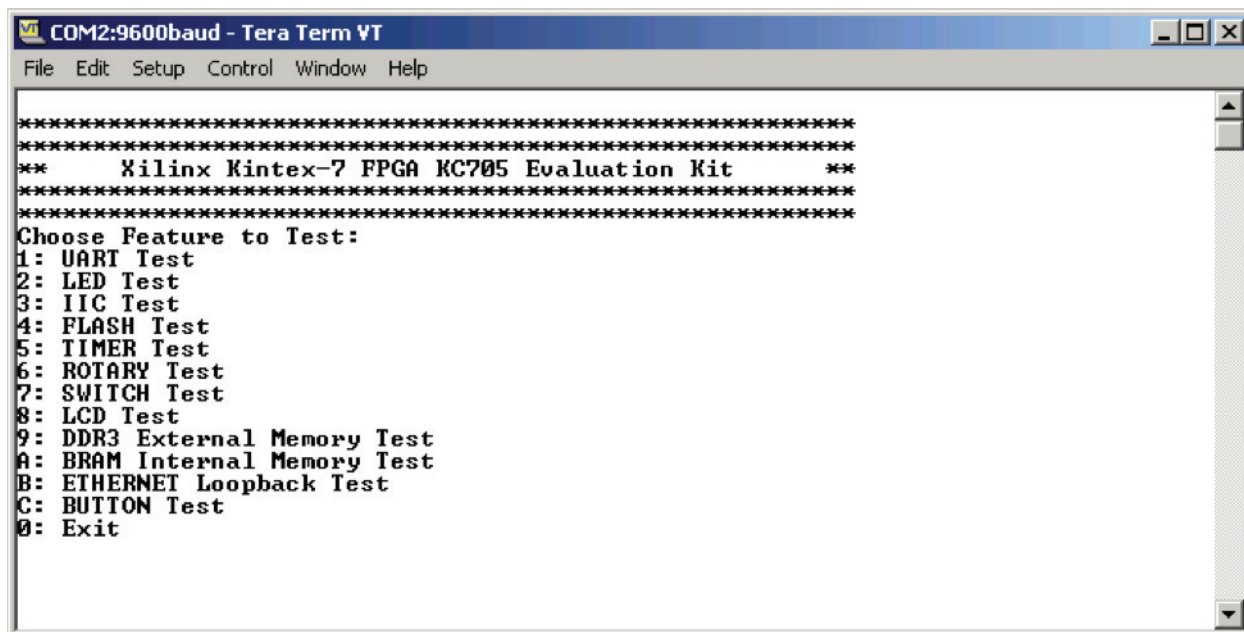 COM2:9600baud - Tera Term VT
File Edit Setup Control Window Help
*********************************************************
*********************************************************
**     Xilinx Kintex-7 FPGA KC705 Evaluation Kit      **
*********************************************************
*********************************************************
Choose Feature to Test:
1: UART Test
2: LED Test
3: IIC Test
4: FLASH Test
5: TIMER Test
6: ROTARY Test
7: SWITCH Test
8: LCD Test
9: DDR3 External Memory Test
A: BRAM Internal Memory Test
B: ETHERNET Loopback Test
C: BUTTON Test
0: Exit